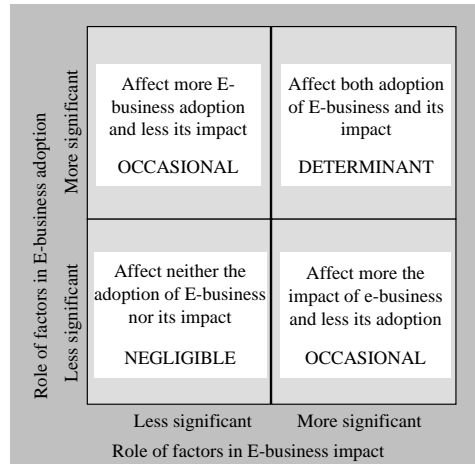 Role of factors in E-business adoption
More significant
Less significant
Affect more E-
business adoption
and less its impact
OCCASIONAL
Affect both adoption
of E-business and its
impact
DETERMINANT
Affect neither the
adoption of E-business
nor its impact
NEGLIGIBLE
Affect more the
impact of e-business
and less its adoption
OCCASIONAL
Less significant
More significant
Role of factors in E-business impact